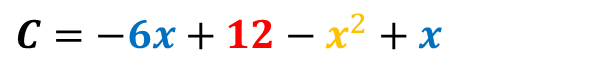 C = −6x + 12 − x² + x